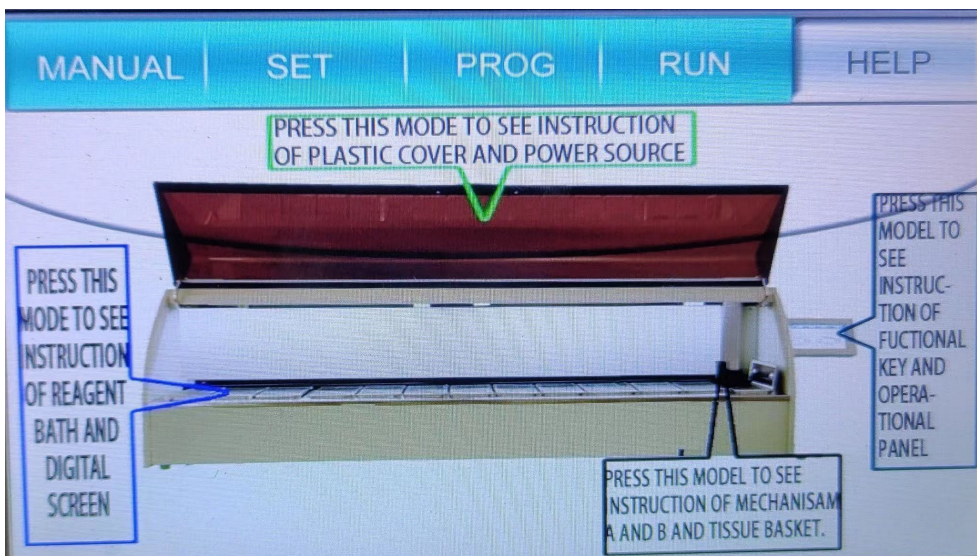 MANUAL
SET
PROG
RUN
HELP
PRESS THIS MODE TO SEE INSTRUCTION
OF PLASTIC COVER AND POWER SOURCE
PRESS THIS
MODE TO SEE
INSTRUCTION
OF REAGENT
BATH AND
DIGITAL
SCREEN
PRESS THIS
MODEL TO
SEE
INSTRUC-
TION OF
FUCTIONAL
KEY AND
OPERA-
TIONAL
PANEL
PRESS THIS MODEL TO SEE
INSTRUCTION OF MECHANISAM
A AND B AND TISSUE BASKET.